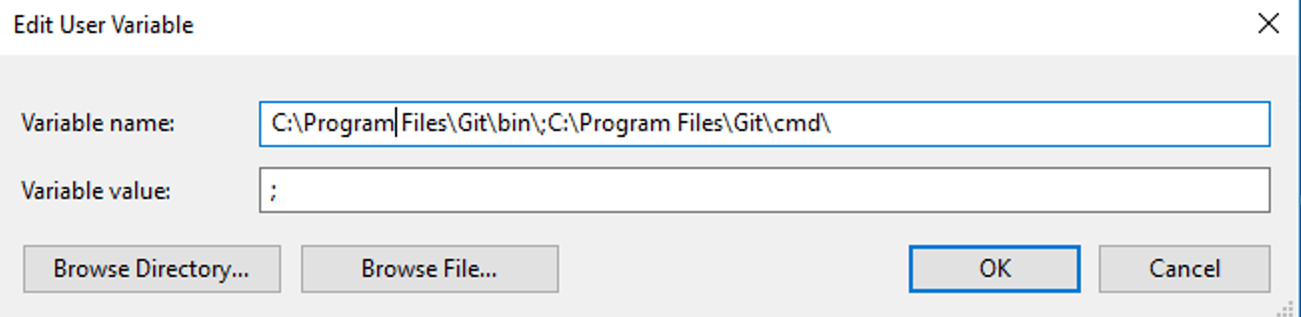 Edit User Variable
Variable name: C:\Program Files\Git\bin\;C:\Program Files\Git\cmd\
Variable value: ;
Browse Directory... Browse File... OK Cancel